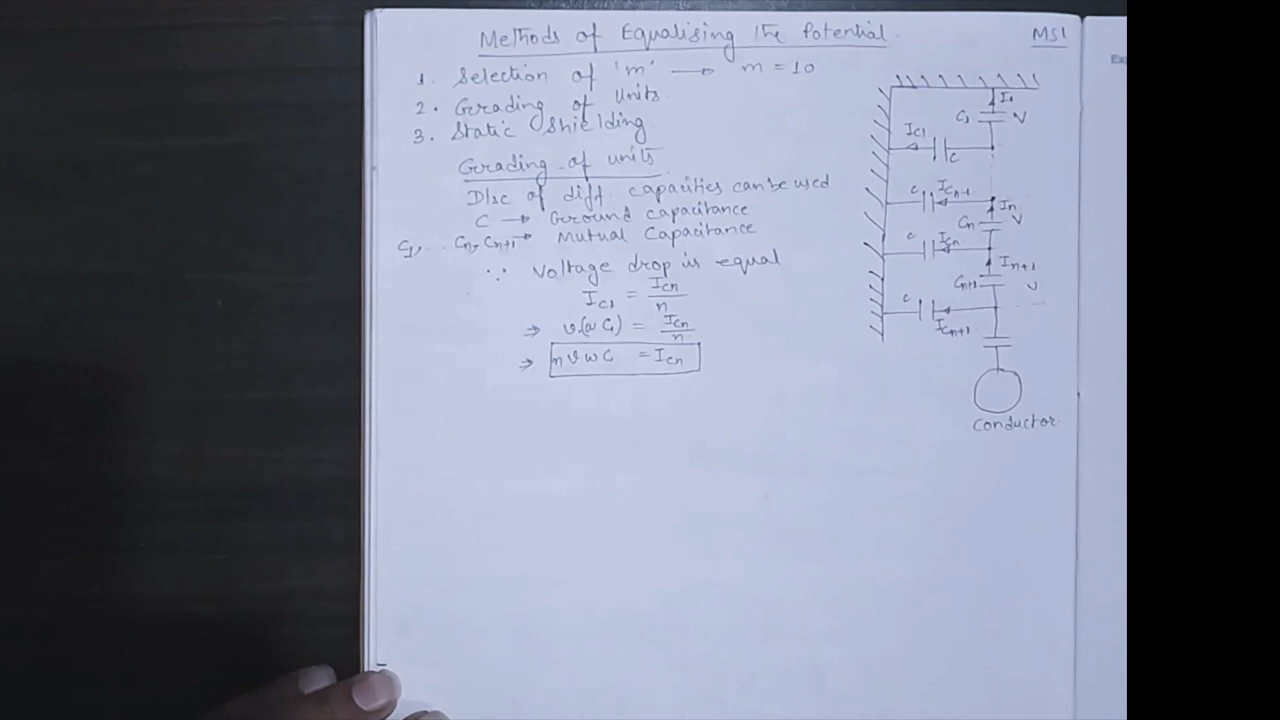 Methods of Equalising the Potential.
MS1
1. Selection of 'm' → m = 10
2. Grading of Units.
3. Static Shielding
Grading of units
Disc of diff capacities can be used
C → Ground capacitance
C1, ... Cn, Cn+1 → Mutual Capacitance
∵ Voltage drop is equal
IC1 = ICn/n
⇒ v.(ωC) = ICn/n
⇒ nvωC = ICn
I1
C1
V
IC1
C
C
ICn-1
In
Cn
V
C
ICn
In+1
Cn+1
V
C
ICn+1
Conductor